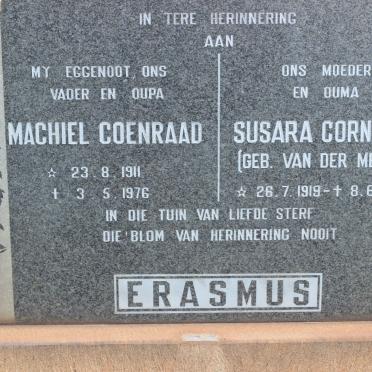 IN TERE HERINNERING
AAN
MY EGGENOOT, ONS
VADER EN OUPA
MACHIEL COENRAAD
☆ 23. 8. 1911
✝ 3. 5. 1976
ONS MOEDER
EN OUMA
SUSARA CORN
(GEB. VAN DER ME
☆ 26.7.1919-✝ 8.6
IN DIE TUIN VAN LIEFDE STERF
DIE BLOM VAN HERINNERING NOOIT
ERASMUS